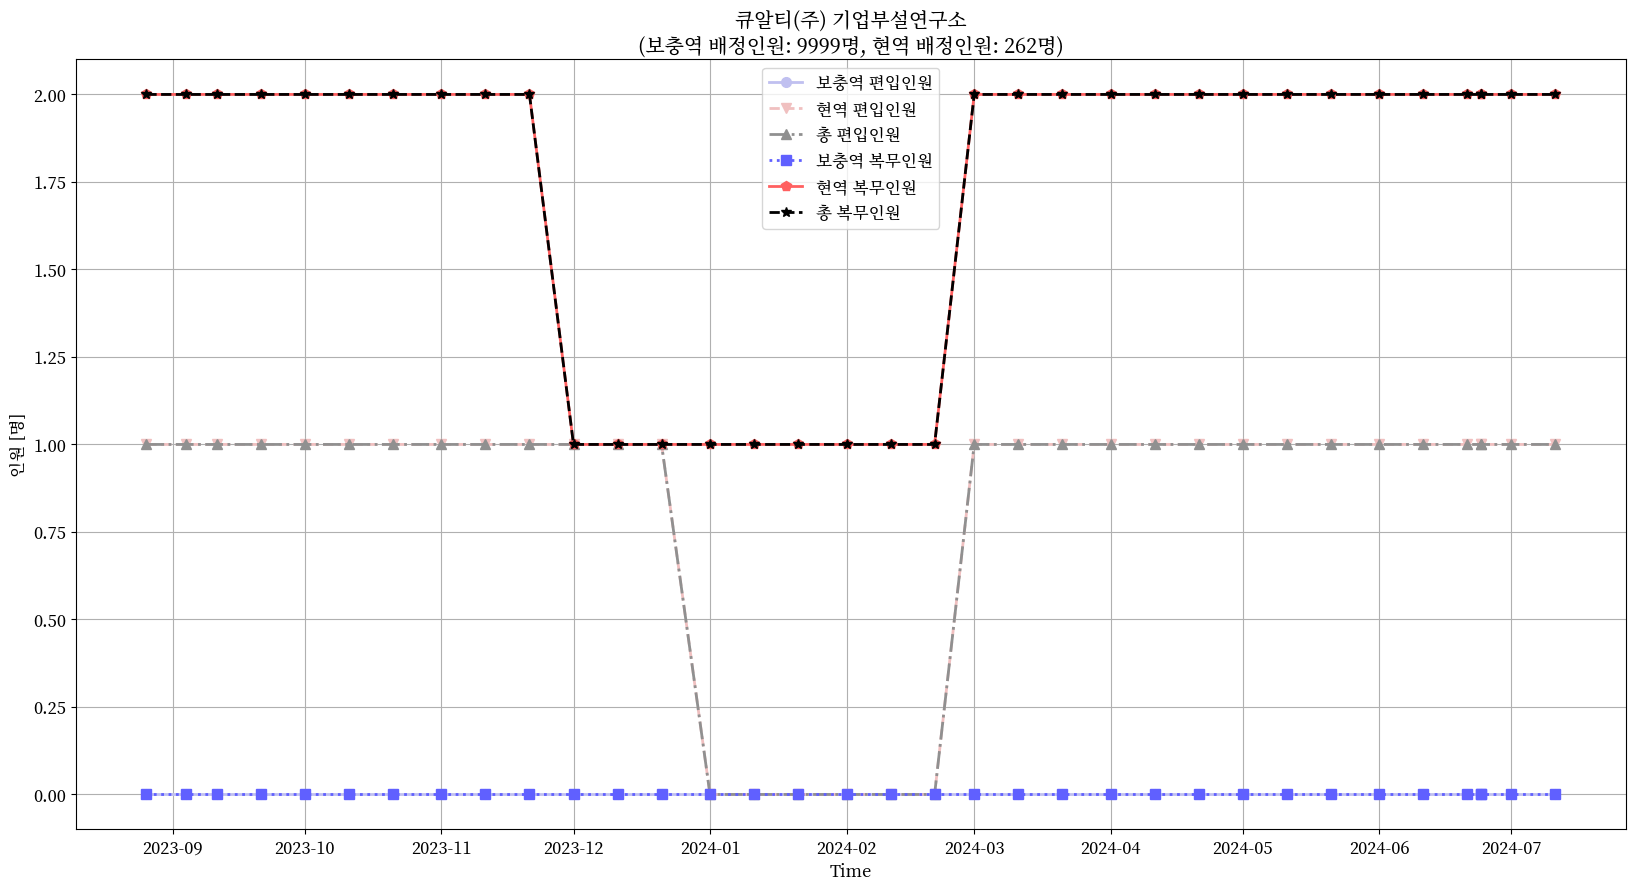 큐알티(주) 기업부설연구소
(보충역 배정인원: 9999명, 현역 배정인원: 262명)
보충역 편입인원
현역 편입인원
총 편입인원
보충역 복무인원
현역 복무인원
총 복무인원
인원 [명]
2.00
1.75
1.50
1.25
1.00
0.75
0.50
0.25
0.00
2023-09 2023-10 2023-11 2023-12 2024-01 2024-02 2024-03 2024-04 2024-05 2024-06 2024-07
Time